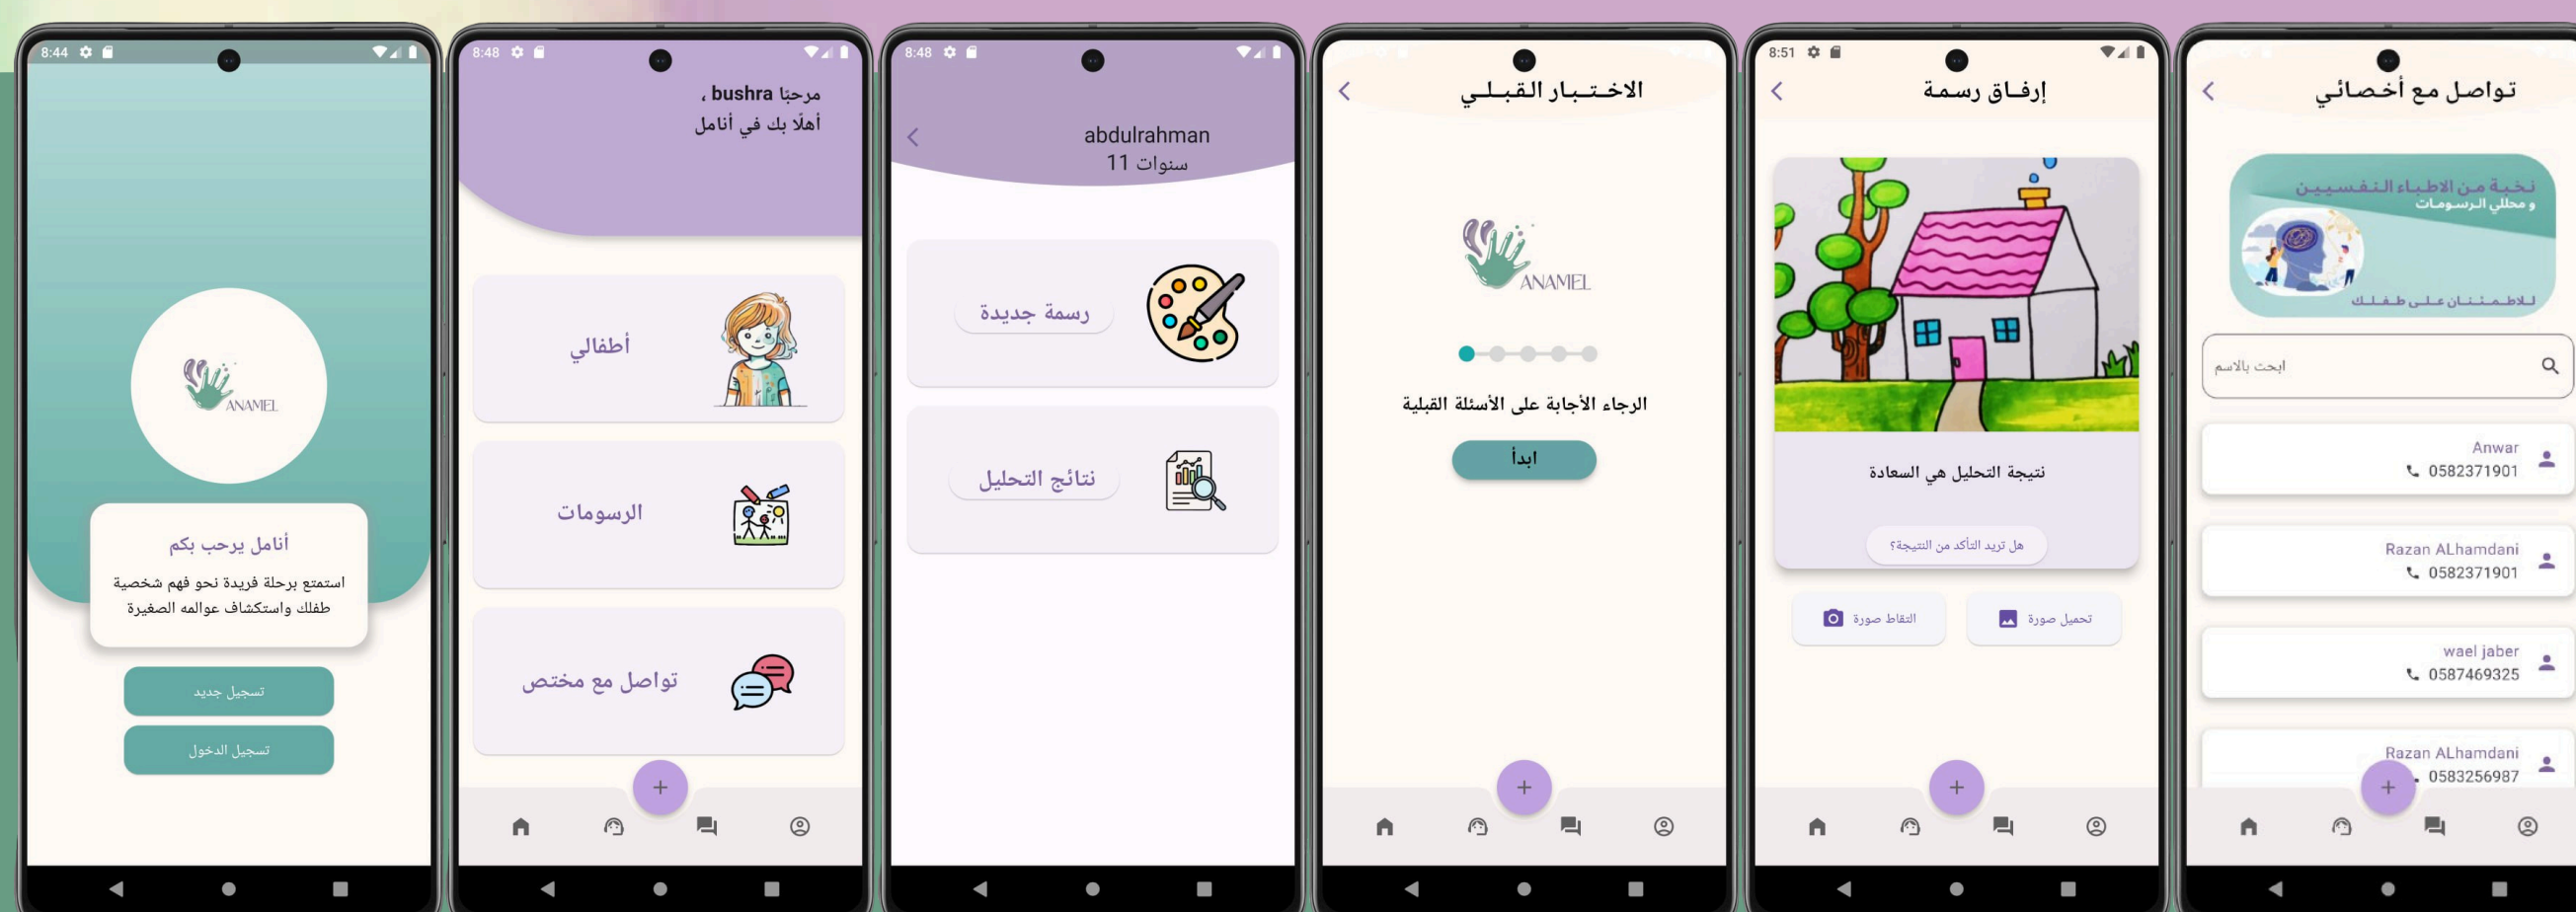 8:44
ANAMEL
أنامل يرحب بكم
استمتع برحلة فريدة نحو فهم شخصية
طفلك واستكشاف عوالمه الصغيرة
تسجيل جديد
تسجيل الدخول
8:48
مرحبًا bushra ،
أهلًا بك في أنامل
أطفالي
الرسومات
تواصل مع مختص
+
8:48
abdulrahman
سنوات 11
رسمة جديدة
نتائج التحليل
الاختبار القبلي
ANAMEL
الرجاء الأجابة على الأسئلة القبلية
ابدأ
+
8:51
إرفاق رسمة
نتيجة التحليل هي السعادة
هل تريد التأكد من النتيجة؟
تحميل صورة
التقاط صورة
+
تواصل مع أخصائي
نخبة من الاطباء النفسيين
و محللي الرسومات
للاطمئنان على طفلك
ابحث بالاسم
Anwar
0582371901
Razan ALhamdani
0582371901
wael jaber
0587469325
Razan ALhamdani
0583256987
+